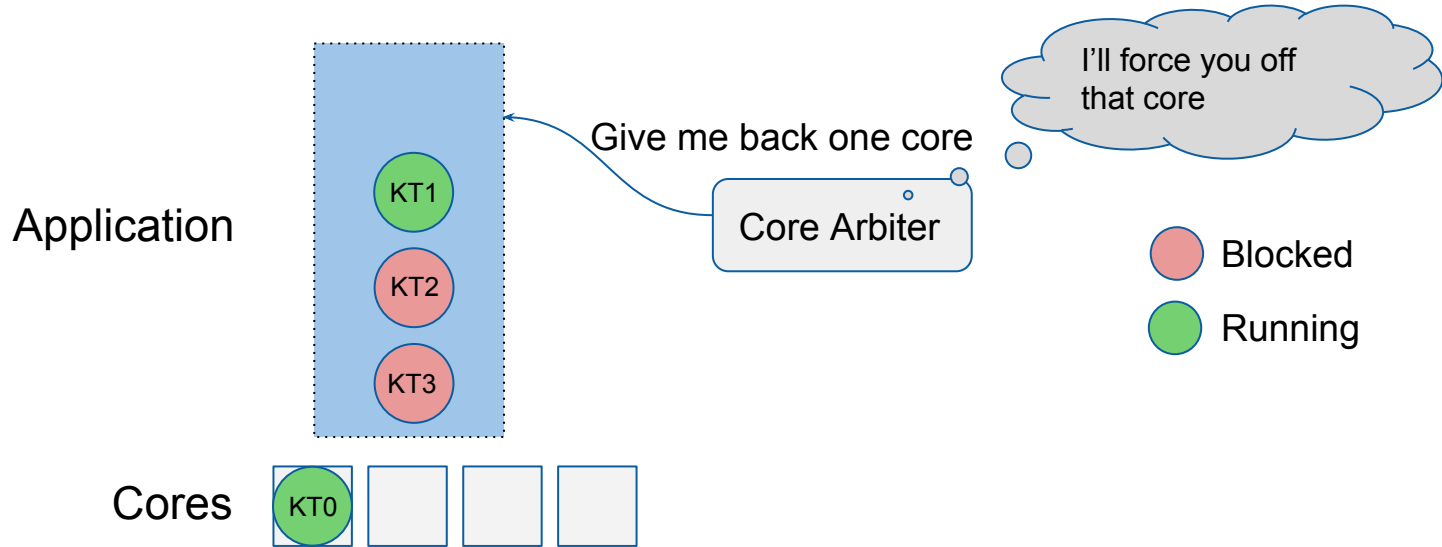 I’ll force you off
that core
Give me back one core
KT1
Application
Core Arbiter
Blocked
KT2
Running
KT3
Cores
KT0